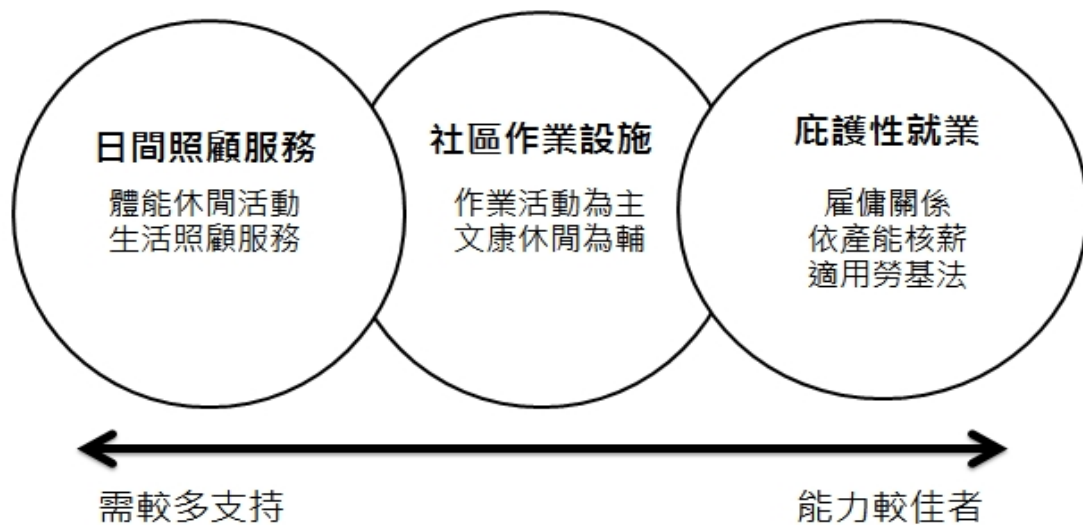 日間照顧服務
體能休閒活動
生活照顧服務
社區作業設施
作業活動為主
文康休閒為輔
庇護性就業
雇傭關係
依產能核薪
適用勞基法
需較多支持
能力較佳者